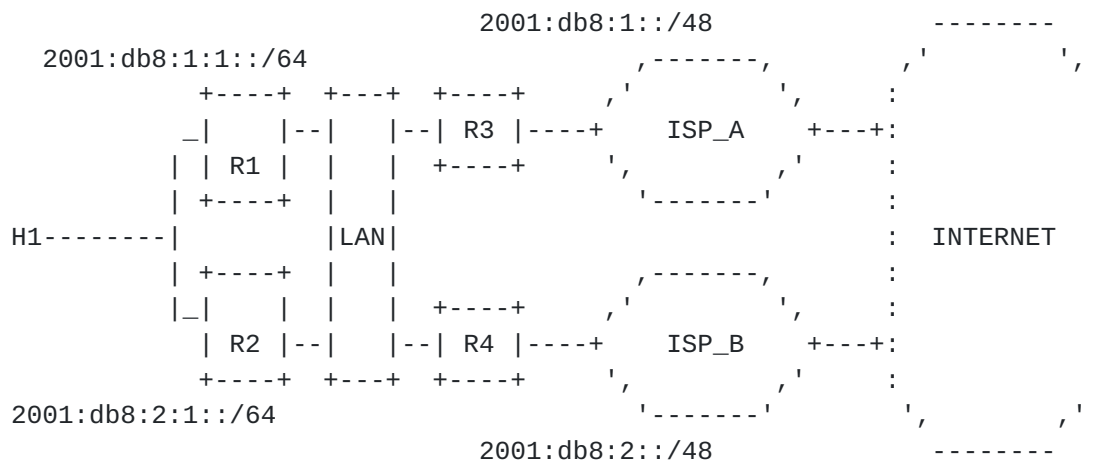 2001:db8:1::/48 --------
2001:db8:1:1::/64 ,-------, ,' ',
+----+ +---+ +----+ ,' ', :
_| |--| |--| R3 |----+ ISP_A +---+:
| | R1 | | | +----+ ', ,' :
| +----+ | | '-------' :
H1--------| |LAN| : INTERNET
| +----+ | | ,-------, :
|_| | | | +----+ ,' ', :
| R2 |--| |--| R4 |----+ ISP_B +---+:
+----+ +---+ +----+ ', ,' :
2001:db8:2:1::/64 '-------' ', ,'
2001:db8:2::/48 --------